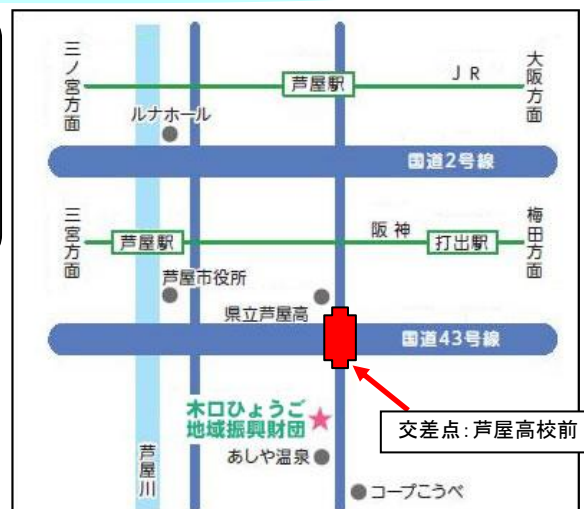 三ノ宮方面
芦屋駅
JR
大阪方面
ルナホール
国道2号線
三宮方面
芦屋駅
阪神
打出駅
梅田方面
芦屋市役所
県立芦屋高
国道43号線
木口ひょうご
地域振興財団
交差点：芦屋高校前
あしや温泉
芦屋川
コープこうべ